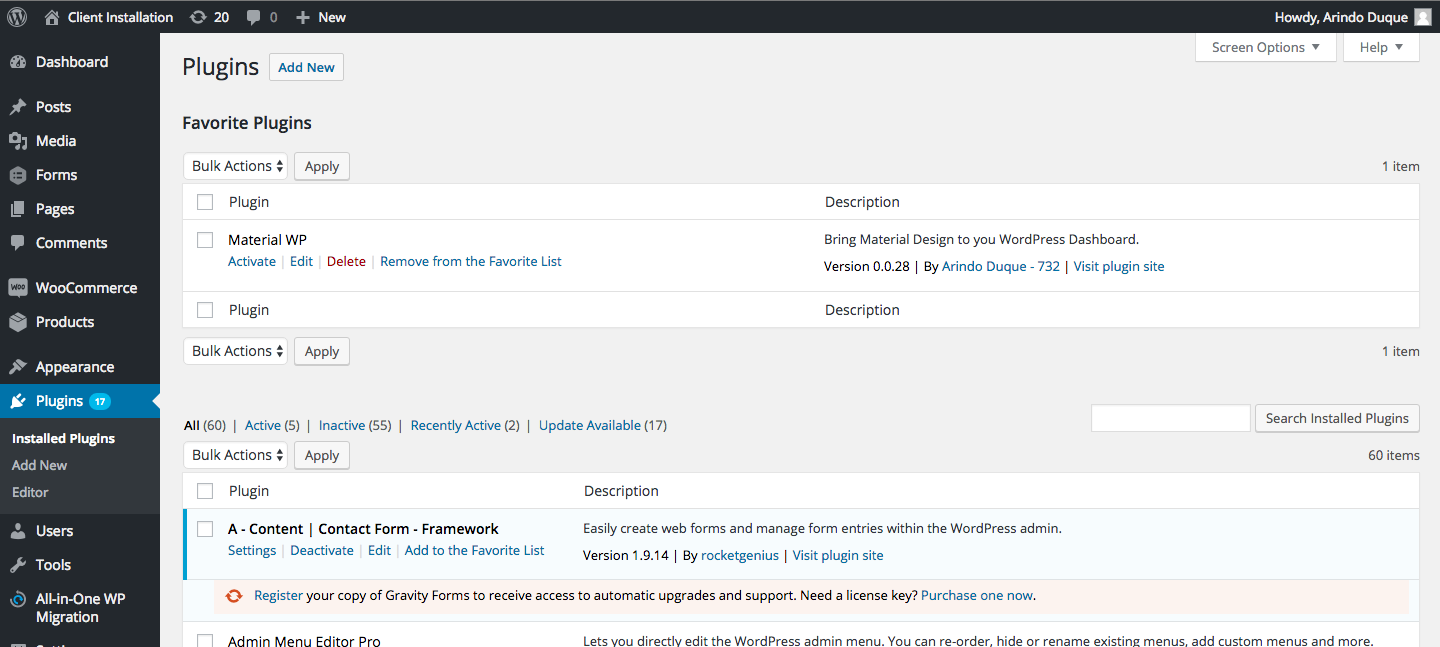 Client Installation 20 0 New Howdy, Arindo Duque
Screen Options Help
Dashboard
Posts
Media
Forms
Pages
Comments
WOO WooCommerce
Products
Appearance
Plugins 17
Installed Plugins
Add New
Editor
Users
Tools
All-in-One WP
Migration
Plugins Add New
Favorite Plugins
Bulk Actions Apply 1 item
Plugin Description
Material WP Bring Material Design to you WordPress Dashboard.
Activate | Edit | Delete | Remove from the Favorite List Version 0.0.28 | By Arindo Duque - 732 | Visit plugin site
Plugin Description
Bulk Actions Apply 1 item
All (60) | Active (5) | Inactive (55) | Recently Active (2) | Update Available (17) Search Installed Plugins
Bulk Actions Apply 60 items
Plugin Description
A - Content | Contact Form - Framework Easily create web forms and manage form entries within the WordPress admin.
Settings | Deactivate | Edit | Add to the Favorite List Version 1.9.14 | By rocketgenius | Visit plugin site
Register your copy of Gravity Forms to receive access to automatic upgrades and support. Need a license key? Purchase one now.
Admin Menu Editor Pro Lets you directly edit the WordPress admin menu. You can re-order, hide or rename existing menus, add custom menus and more.